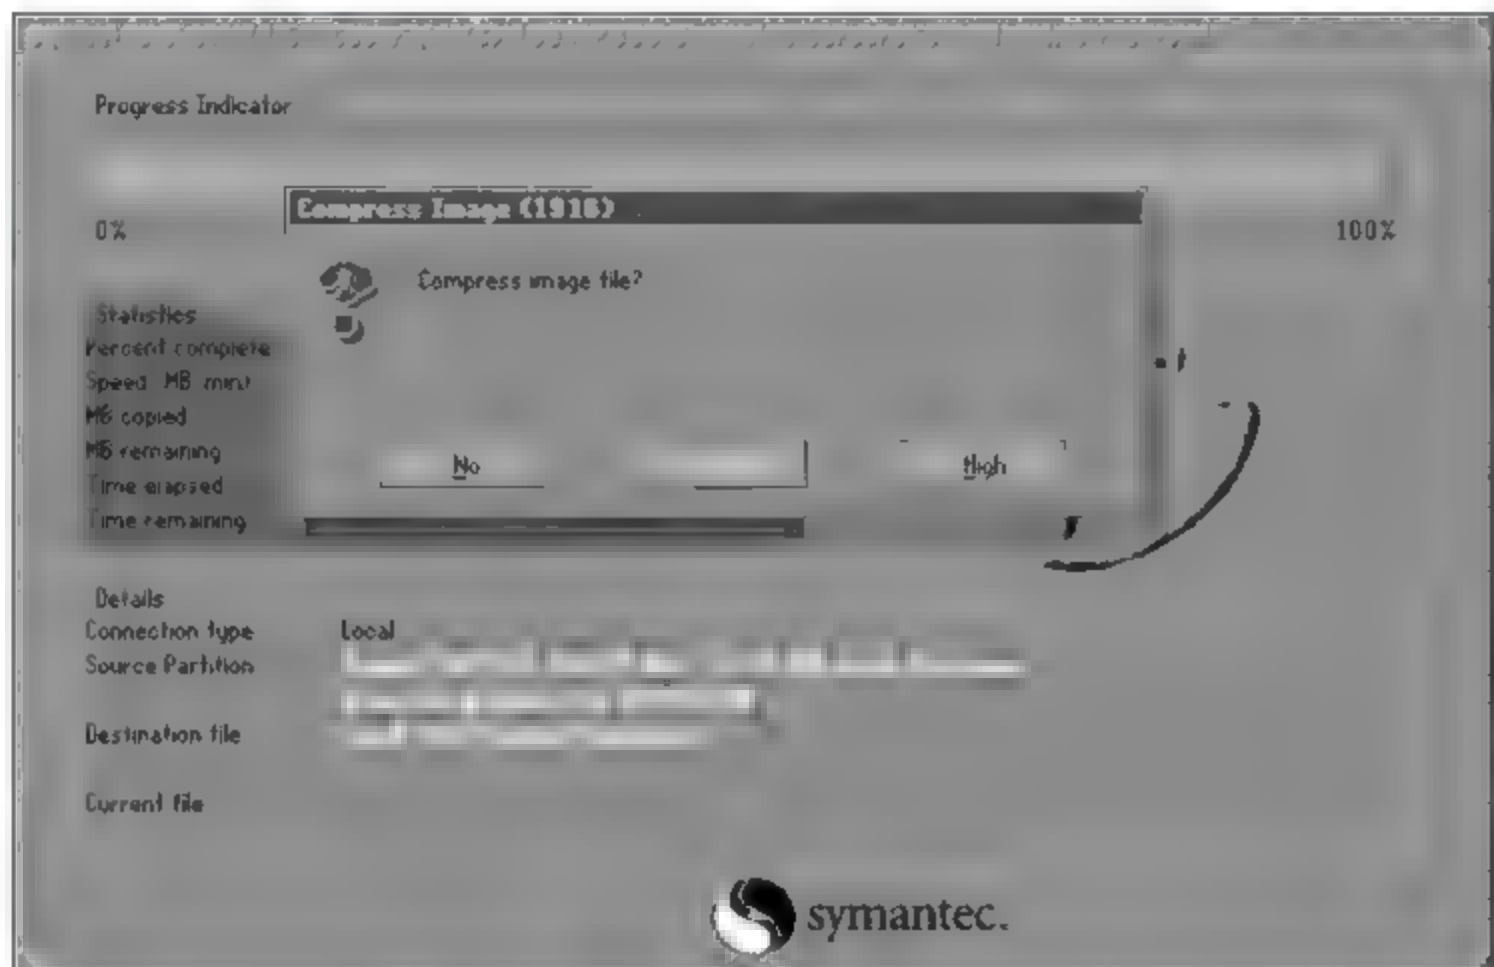 Progress Indicator
Compress Image (1916)
0%
100%
Compress image file?
Statistics
Percent complete
Speed MB min)
MB copied
MB remaining
Time elapsed
Time remaining
No
High
Details
Connection type Local
Source Partition
Destination file
Current file
symantec.